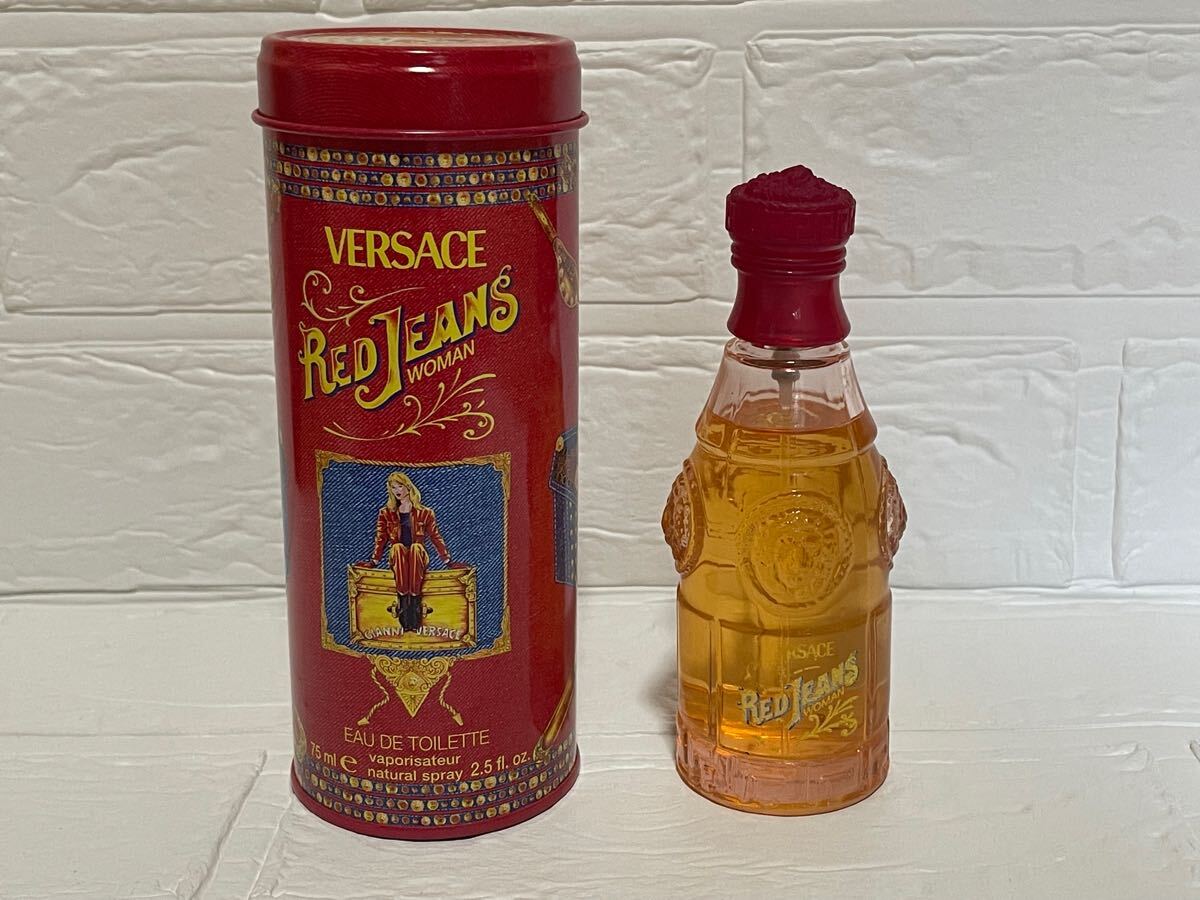 VERSACE
RED JEANS
WOMAN
GIANNI VERSACE
EAU DE TOILETTE
75 ml e vaporisateur
natural spray 2.5 fl. oz.
RED JEANS
WOMAN